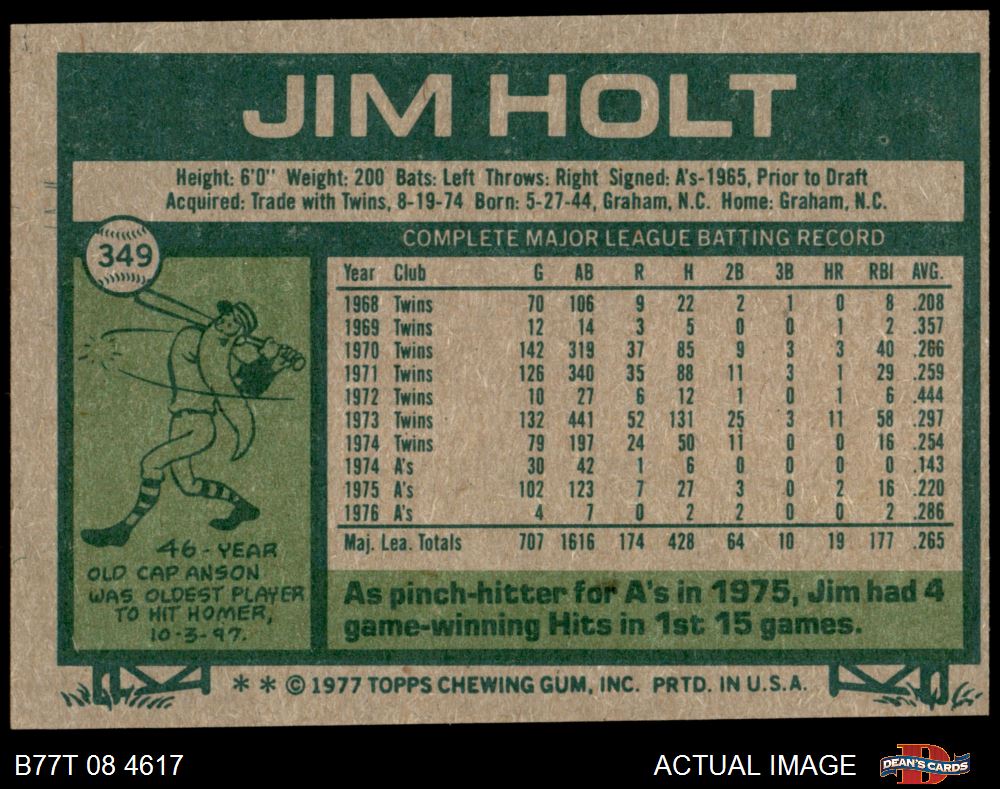 JIM HOLT
Height: 6'0" Weight: 200 Bats: Left Throws: Right Signed: A's-1965, Prior to Draft
Acquired: Trade with Twins, 8-19-74 Born: 5-27-44, Graham, N.C. Home: Graham, N.C.
349
COMPLETE MAJOR LEAGUE BATTING RECORD
Year Club G AB R H 2B 3B HR RBI AVG.
1968 Twins 70 106 9 22 2 1 0 8 .208
1969 Twins 12 14 3 5 0 0 1 2 .357
1970 Twins 142 319 37 85 9 3 3 40 .266
1971 Twins 126 340 35 88 11 3 1 29 .259
1972 Twins 10 27 6 12 1 0 1 6 .444
1973 Twins 132 441 52 131 25 3 11 58 .297
1974 Twins 79 197 24 50 11 0 0 16 .254
1974 A's 30 42 1 6 0 0 0 0 .143
1975 A's 102 123 7 27 3 0 2 16 .220
1976 A's 4 7 0 2 2 0 0 2 .286
Maj. Lea. Totals 707 1616 174 428 64 10 19 177 .265
46-YEAR
OLD CAP ANSON
WAS OLDEST PLAYER
TO HIT HOMER,
10-3-97.
As pinch-hitter for A's in 1975, Jim had 4
game-winning Hits in 1st 15 games.
* * © 1977 TOPPS CHEWING GUM, INC. PRTD. IN U.S.A.
B77T 08 4617
ACTUAL IMAGE
D
DEAN'S CARDS